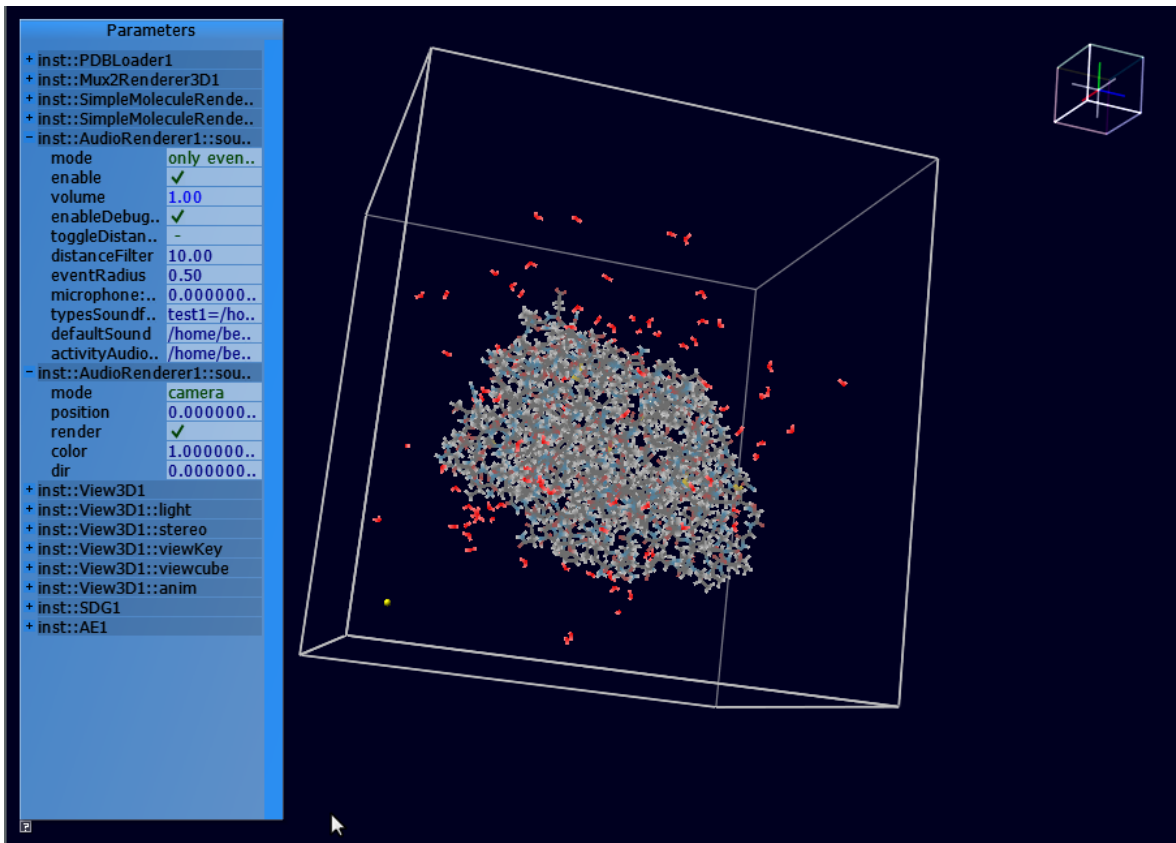 Parameters
+ inst::PDBLoader1
+ inst::Mux2Renderer3D1
+ inst::SimpleMoleculeRende..
+ inst::SimpleMoleculeRende..
- inst::AudioRenderer1::sou..
mode only even..
enable ✓
volume 1.00
enableDebug.. ✓
toggleDistan.. -
distanceFilter 10.00
eventRadius 0.50
microphone:.. 0.000000..
typesSoundf.. test1=/ho..
defaultSound /home/be..
activityAudio.. /home/be..
- inst::AudioRenderer1::sou..
mode camera
position 0.000000..
render ✓
color 1.000000..
dir 0.000000..
+ inst::View3D1
+ inst::View3D1::light
+ inst::View3D1::stereo
+ inst::View3D1::viewKey
+ inst::View3D1::viewcube
+ inst::View3D1::anim
+ inst::SDG1
+ inst::AE1
?